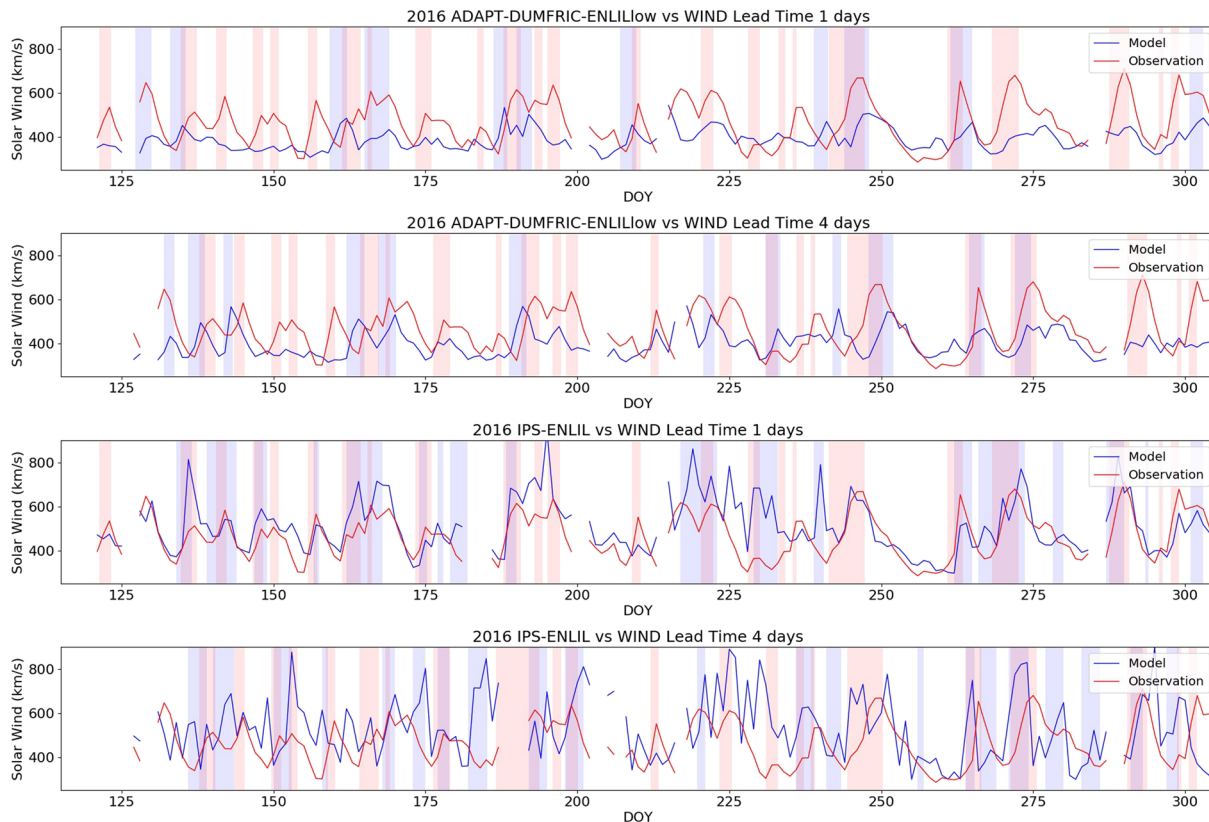 2016 ADAPT-DUMFRIC-ENLILlow vs WIND Lead Time 1 days
Solar Wind (km/s)
800
600
400
Model
Observation
125 150 175 200 225 250 275 300
DOY
2016 ADAPT-DUMFRIC-ENLILlow vs WIND Lead Time 4 days
Solar Wind (km/s)
800
600
400
Model
Observation
125 150 175 200 225 250 275 300
DOY
2016 IPS-ENLIL vs WIND Lead Time 1 days
Solar Wind (km/s)
800
600
400
Model
Observation
125 150 175 200 225 250 275 300
DOY
2016 IPS-ENLIL vs WIND Lead Time 4 days
Solar Wind (km/s)
800
600
400
Model
Observation
125 150 175 200 225 250 275 300
DOY